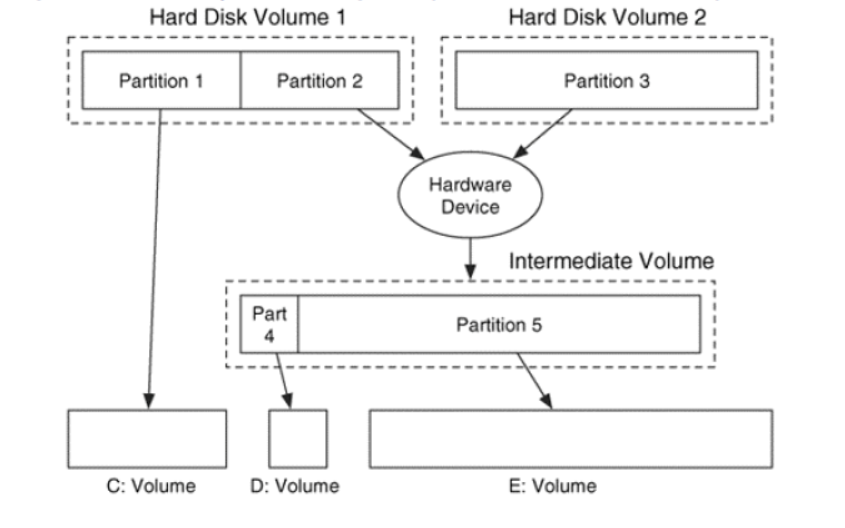 Hard Disk Volume 1
Hard Disk Volume 2
Partition 1
Partition 2
Partition 3
Hardware
Device
Intermediate Volume
Part
4
Partition 5
C: Volume
D: Volume
E: Volume